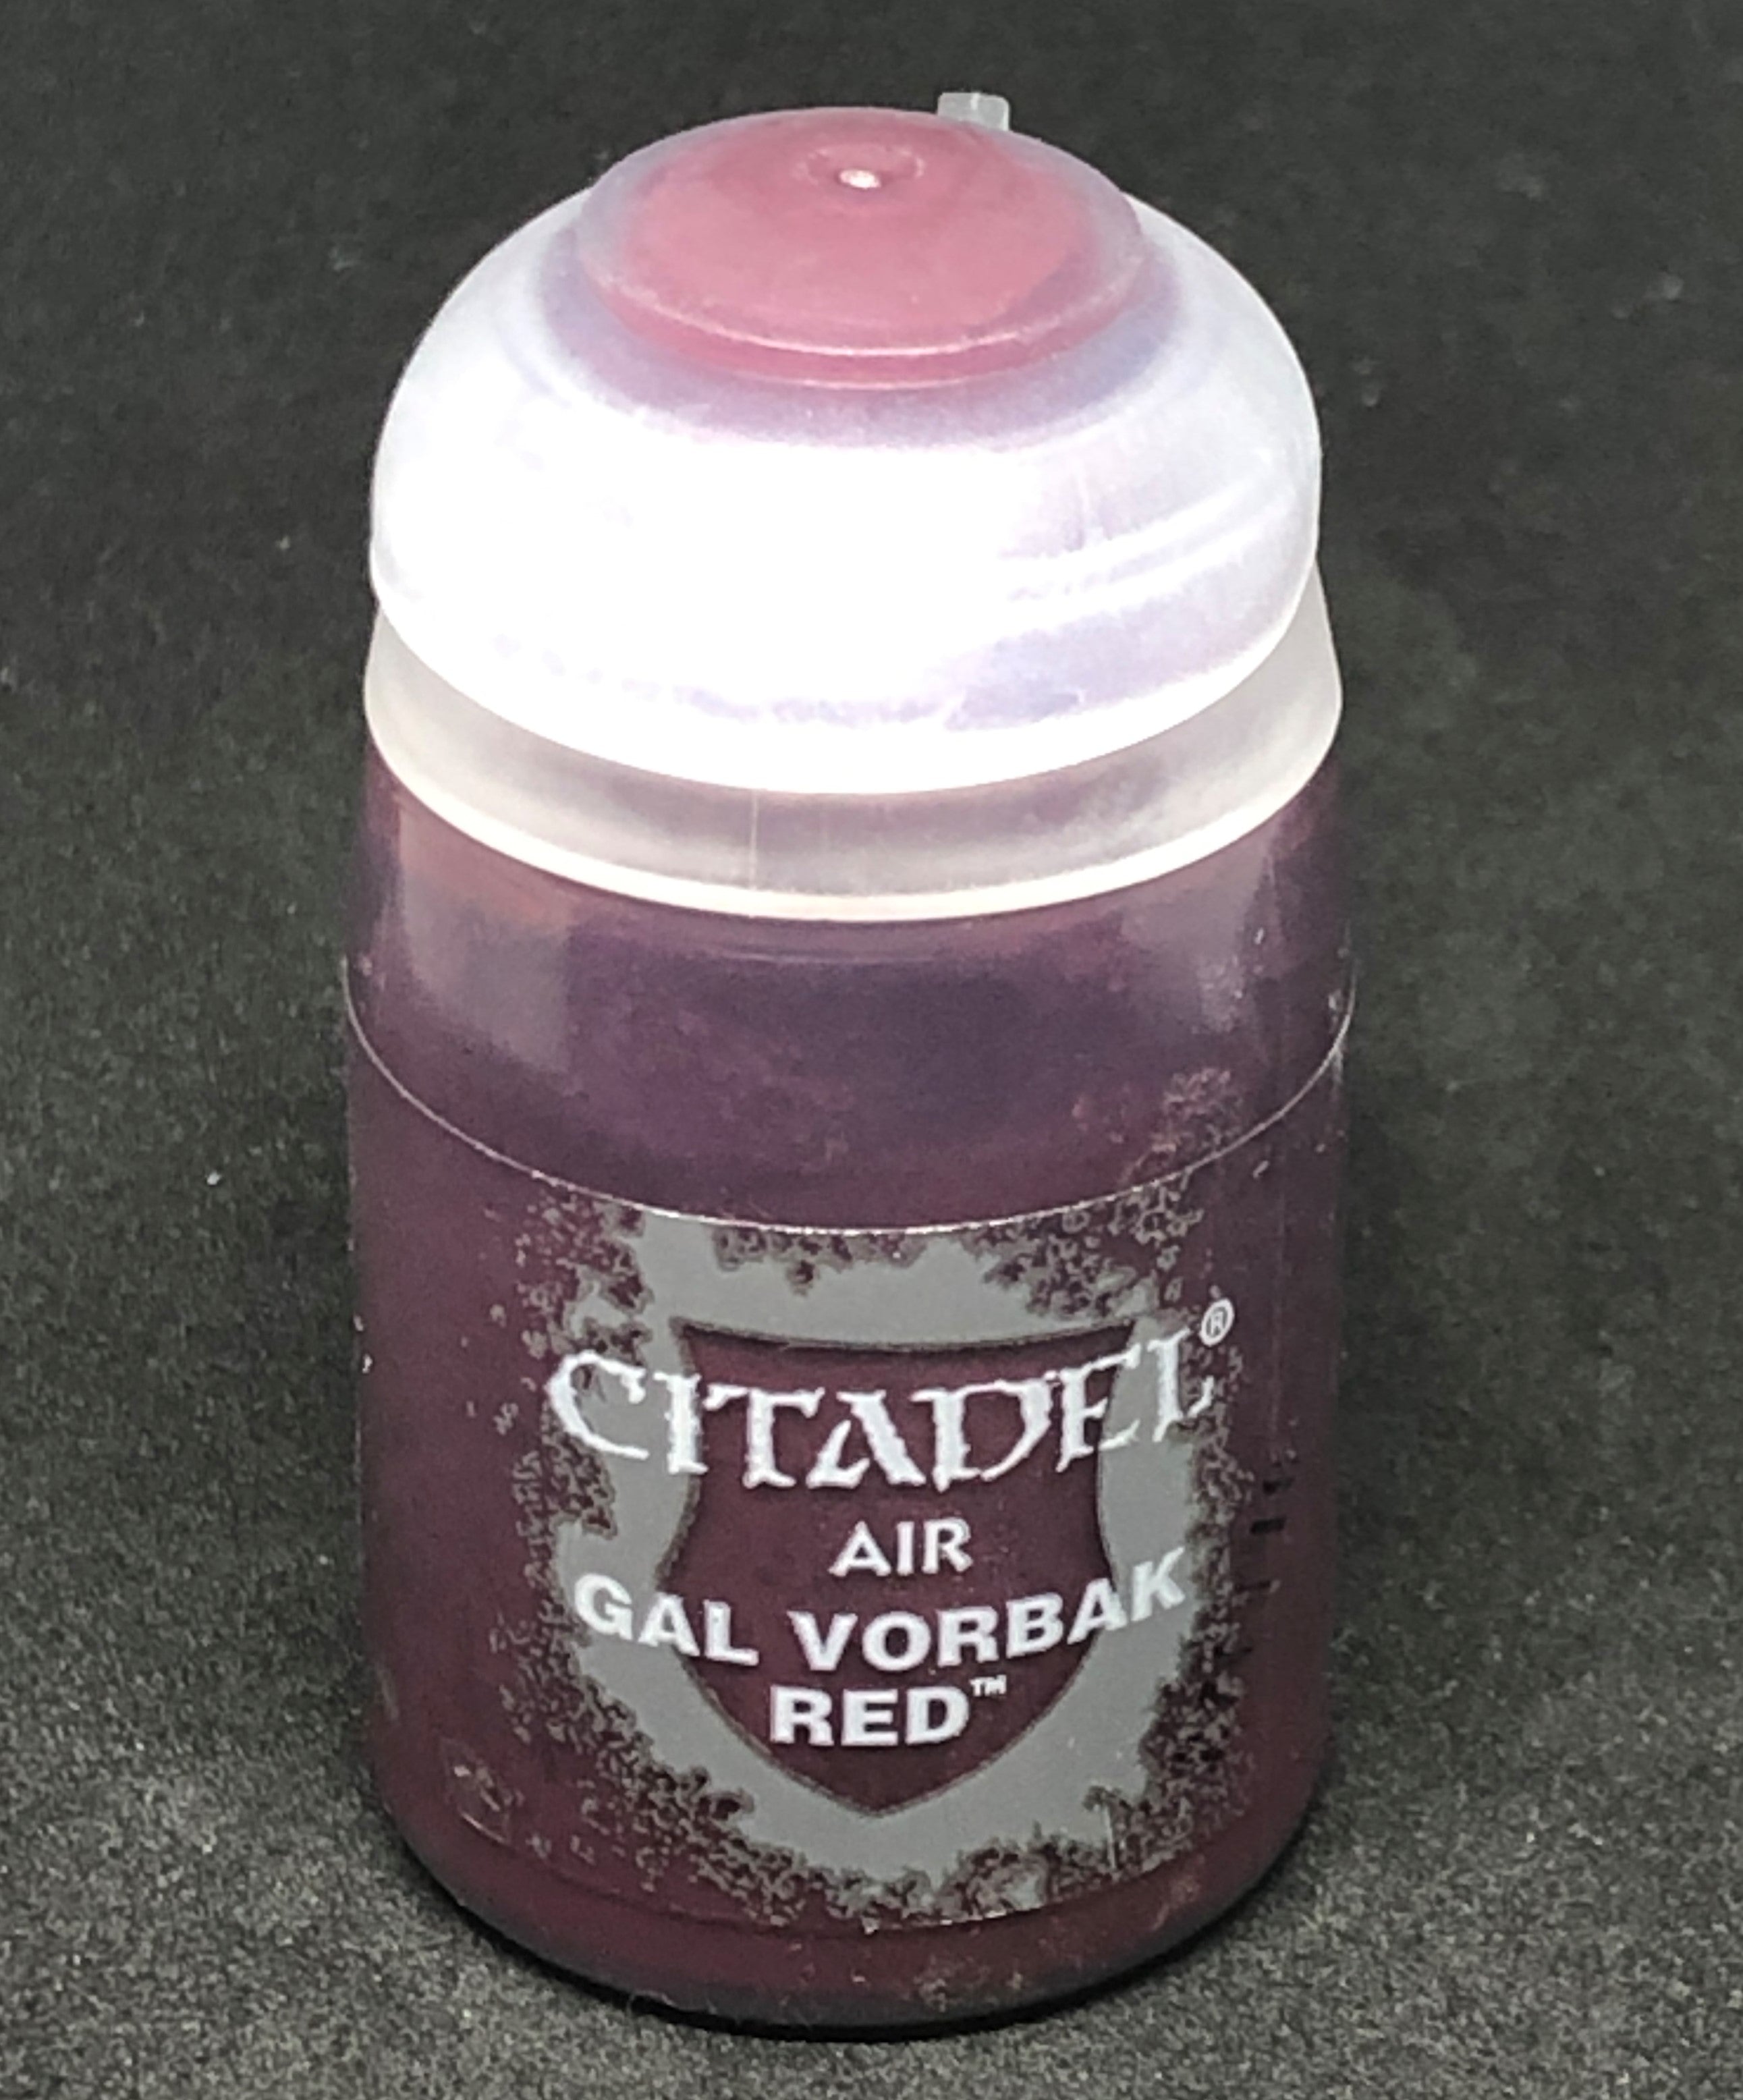 CITADEL®
AIR
GAL VORBAK
RED™